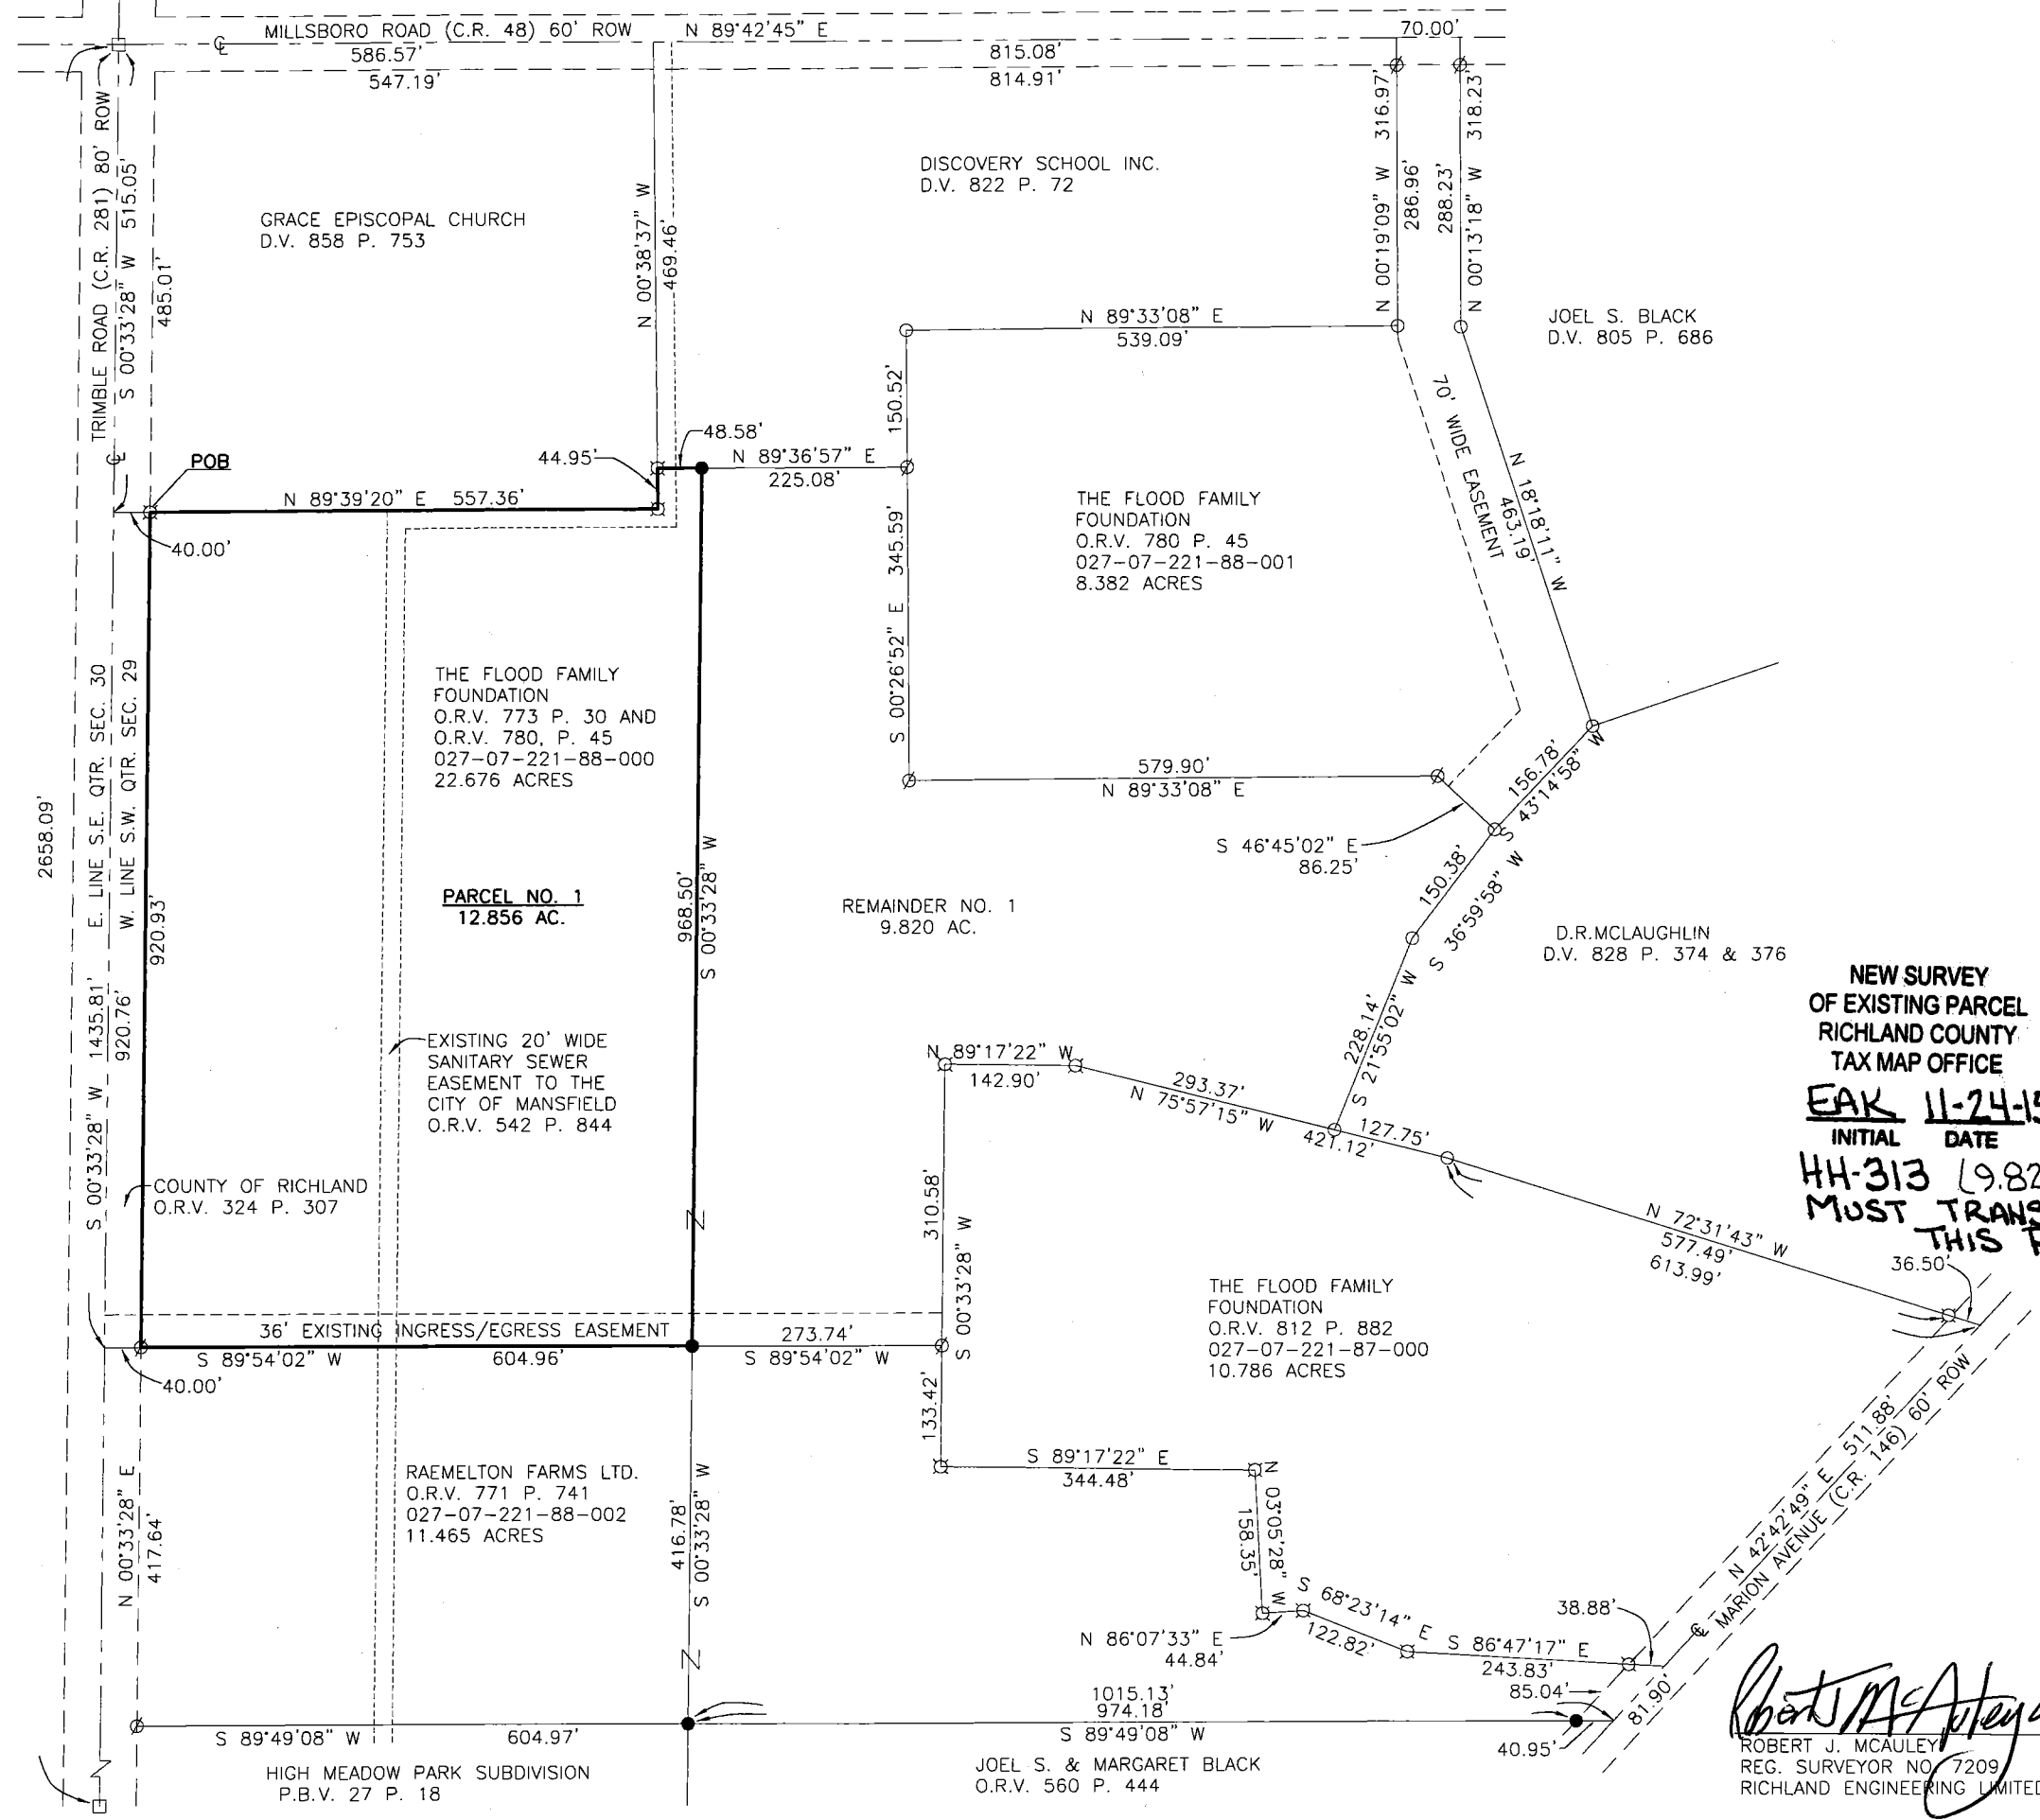 MILLSBORO ROAD (C.R. 48) 60' ROW N 89°42'45" E
586.57'
547.19'
815.08'
814.91'
70.00'
TRIMBLE ROAD (C.R. 281) 80' ROW
S 00°33'28" W 515.05'
485.01'
GRACE EPISCOPAL CHURCH
D.V. 858 P. 753
N 00°38'37" W
469.46'
DISCOVERY SCHOOL INC.
D.V. 822 P. 72
N 00°19'09" W 316.97'
286.96'
288.23'
N 00°13'18" W 318.23'
JOEL S. BLACK
D.V. 805 P. 686
N 89°33'08" E
539.09'
150.52'
70' WIDE EASEMENT
N 18°18'11" W
463.19'
POB
44.95'
48.58'
N 89°36'57" E
225.08'
N 89°39'20" E 557.36'
40.00'
S 00°26'52" E 345.59'
THE FLOOD FAMILY
FOUNDATION
O.R.V. 780 P. 45
027-07-221-88-001
8.382 ACRES
THE FLOOD FAMILY
FOUNDATION
O.R.V. 773 P. 30 AND
O.R.V. 780, P. 45
027-07-221-88-000
22.676 ACRES
2658.09'
E. LINE S.E. QTR. SEC. 30
W. LINE S.W. QTR. SEC. 29
S 00°33'28" W 1435.81'
920.76'
920.93'
PARCEL NO. 1
12.856 AC.
968.50'
S 00°33'28" W
579.90'
N 89°33'08" E
S 46°45'02" E
86.25'
156.78'
S 43°14'58" W
150.38'
S 36°59'58" W
REMAINDER NO. 1
9.820 AC.
D.R.MCLAUGHLIN
D.V. 828 P. 374 & 376
228.14'
S 21°55'02" W
NEW SURVEY
OF EXISTING PARCEL
RICHLAND COUNTY
TAX MAP OFFICE
EAK 11-24-15
INITIAL DATE
HH-313 (9.82
MUST
THIS
EXISTING 20' WIDE
SANITARY SEWER
EASEMENT TO THE
CITY OF MANSFIELD
O.R.V. 542 P. 844
N 89°17'22" W
142.90'
293.37'
N 75°57'15" W
421.12'
127.75'
N 72°31'43" W
577.49'
613.99'
36.50'
COUNTY OF RICHLAND
O.R.V. 324 P. 307
310.58'
S 00°33'28" W
THE FLOOD FAMILY
FOUNDATION
O.R.V. 812 P. 882
027-07-221-87-000
10.786 ACRES
36' EXISTING INGRESS/EGRESS EASEMENT
S 89°54'02" W 604.96'
273.74'
S 89°54'02" W
40.00'
133.42'
N 00°33'28" E
417.64'
RAEMELTON FARMS LTD.
O.R.V. 771 P. 741
027-07-221-88-002
11.465 ACRES
416.78'
S 00°33'28" W
S 89°17'22" E
344.48'
N 03°05'28" W
158.35'
N 86°07'33" E
44.84'
S 68°23'14" E
122.82'
S 86°47'17" E
243.83'
38.88'
85.04'
81.90'
40.95'
N 42°42'49" E 511.88'
MARION AVENUE (C.R. 146) 60' ROW
1015.13'
974.18'
S 89°49'08" W
S 89°49'08" W 604.97'
HIGH MEADOW PARK SUBDIVISION
P.B.V. 27 P. 18
JOEL S. & MARGARET BLACK
O.R.V. 560 P. 444
ROBERT J. MCAULEY
REG. SURVEYOR NO. 7209
RICHLAND ENGINEERING LIMITED